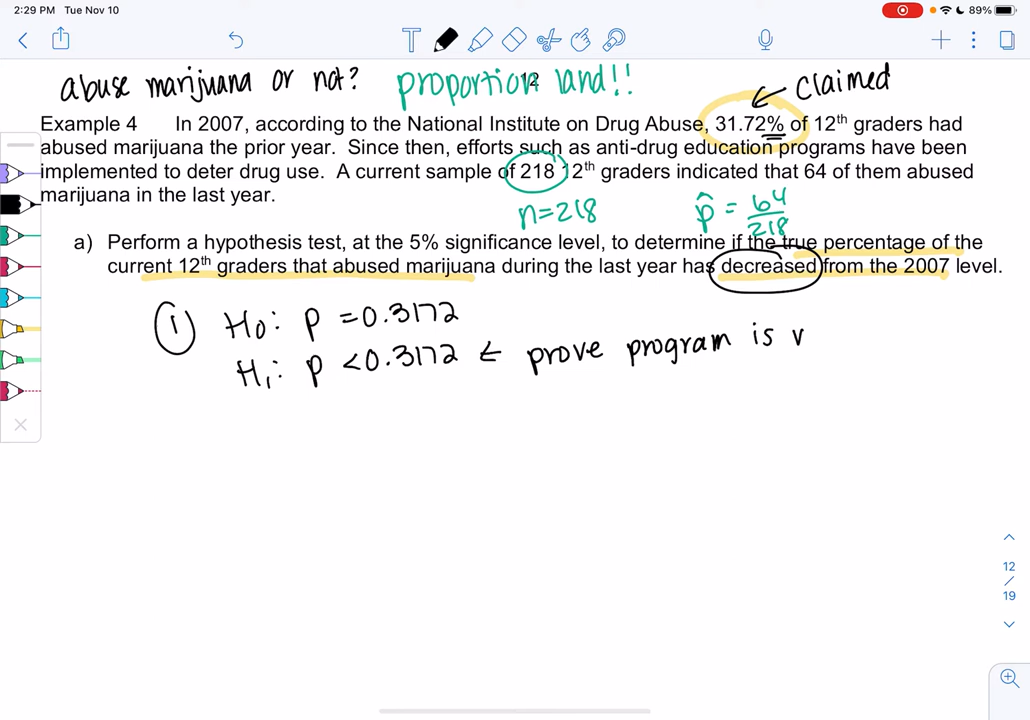 2:29 PM Tue Nov 10
89%
abuse marijuana or not? proportion land!!
12
claimed
Example 4 In 2007, according to the National Institute on Drug Abuse, 31.72% of 12th graders had
abused marijuana the prior year. Since then, efforts such as anti-drug education programs have been
implemented to deter drug use. A current sample of 218 12th graders indicated that 64 of them abused
marijuana in the last year.
n=218 p̂ = 64/218
a) Perform a hypothesis test, at the 5% significance level, to determine if the true percentage of the
current 12th graders that abused marijuana during the last year has decreased from the 2007 level.
① H0: p = 0.3172
H1: p < 0.3172 ← prove program is v
12
/
19